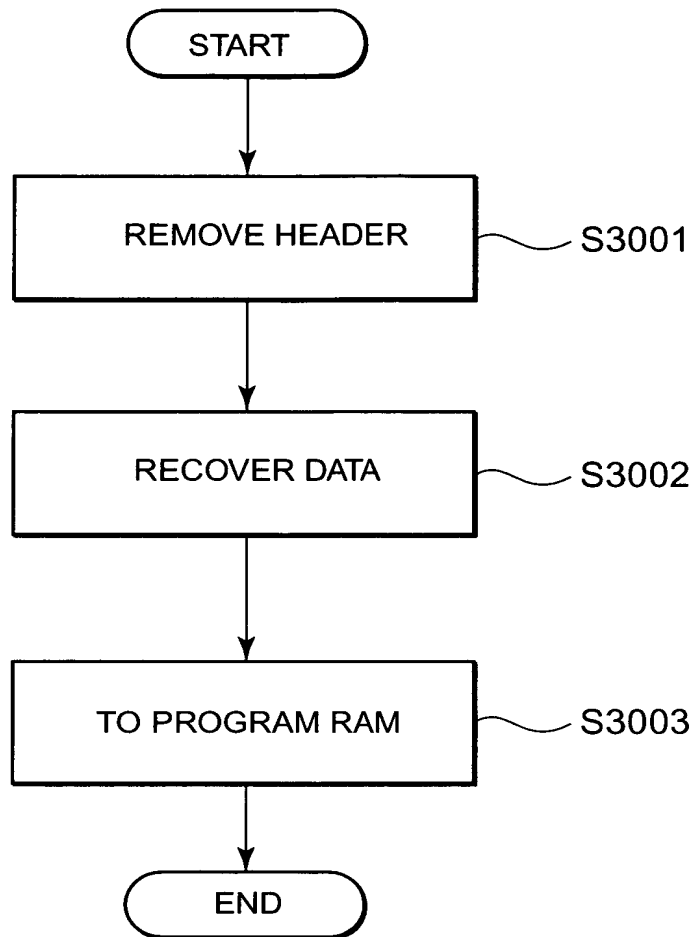 START
REMOVE HEADER
S3001
RECOVER DATA
S3002
TO PROGRAM RAM
S3003
END